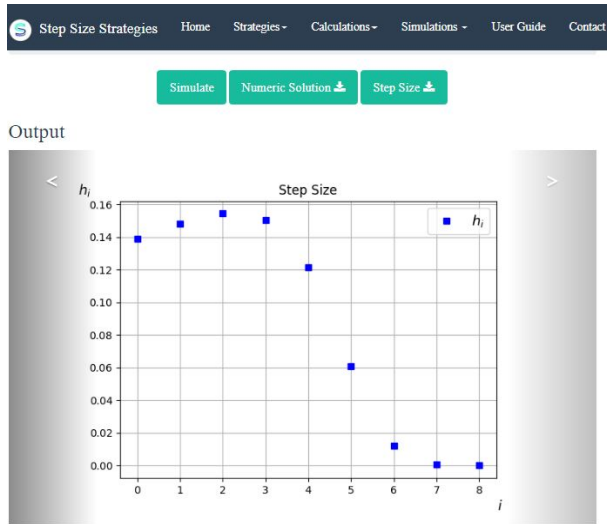 Step Size Strategies Home Strategies Calculations Simulations User Guide Contact
Simulate Numeric Solution Step Size
Output
< >
Step Size
h_i
h_i
0.16
0.14
0.12
0.10
0.08
0.06
0.04
0.02
0.00
0 1 2 3 4 5 6 7 8
i